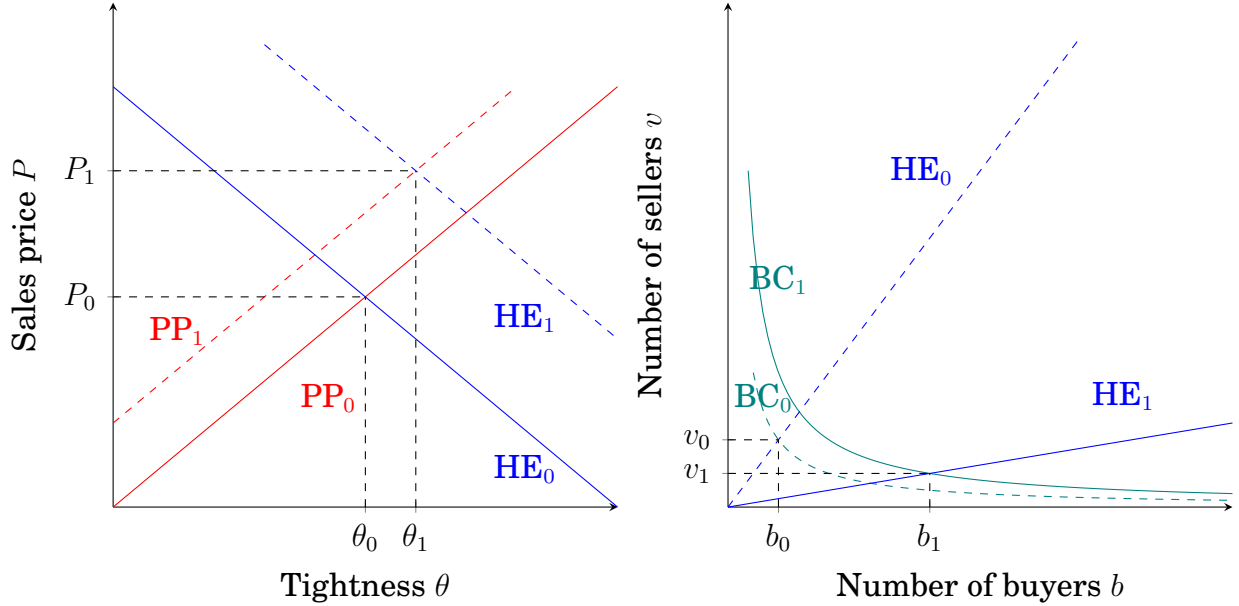 Sales price P
P₁
P₀
PP₁
PP₀
HE₁
HE₀
θ₀
θ₁
Tightness θ
Number of sellers v
HE₀
BC₁
BC₀
HE₁
v₀
v₁
b₀
b₁
Number of buyers b